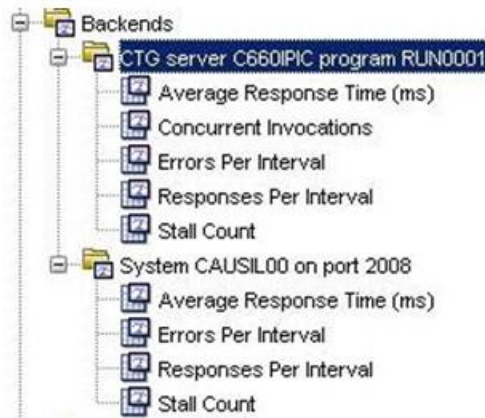 Backends
CTG server C660IPIC program RUN0001
Average Response Time (ms)
Concurrent Invocations
Errors Per Interval
Responses Per Interval
Stall Count
System CAUSIL00 on port 2008
Average Response Time (ms)
Errors Per Interval
Responses Per Interval
Stall Count